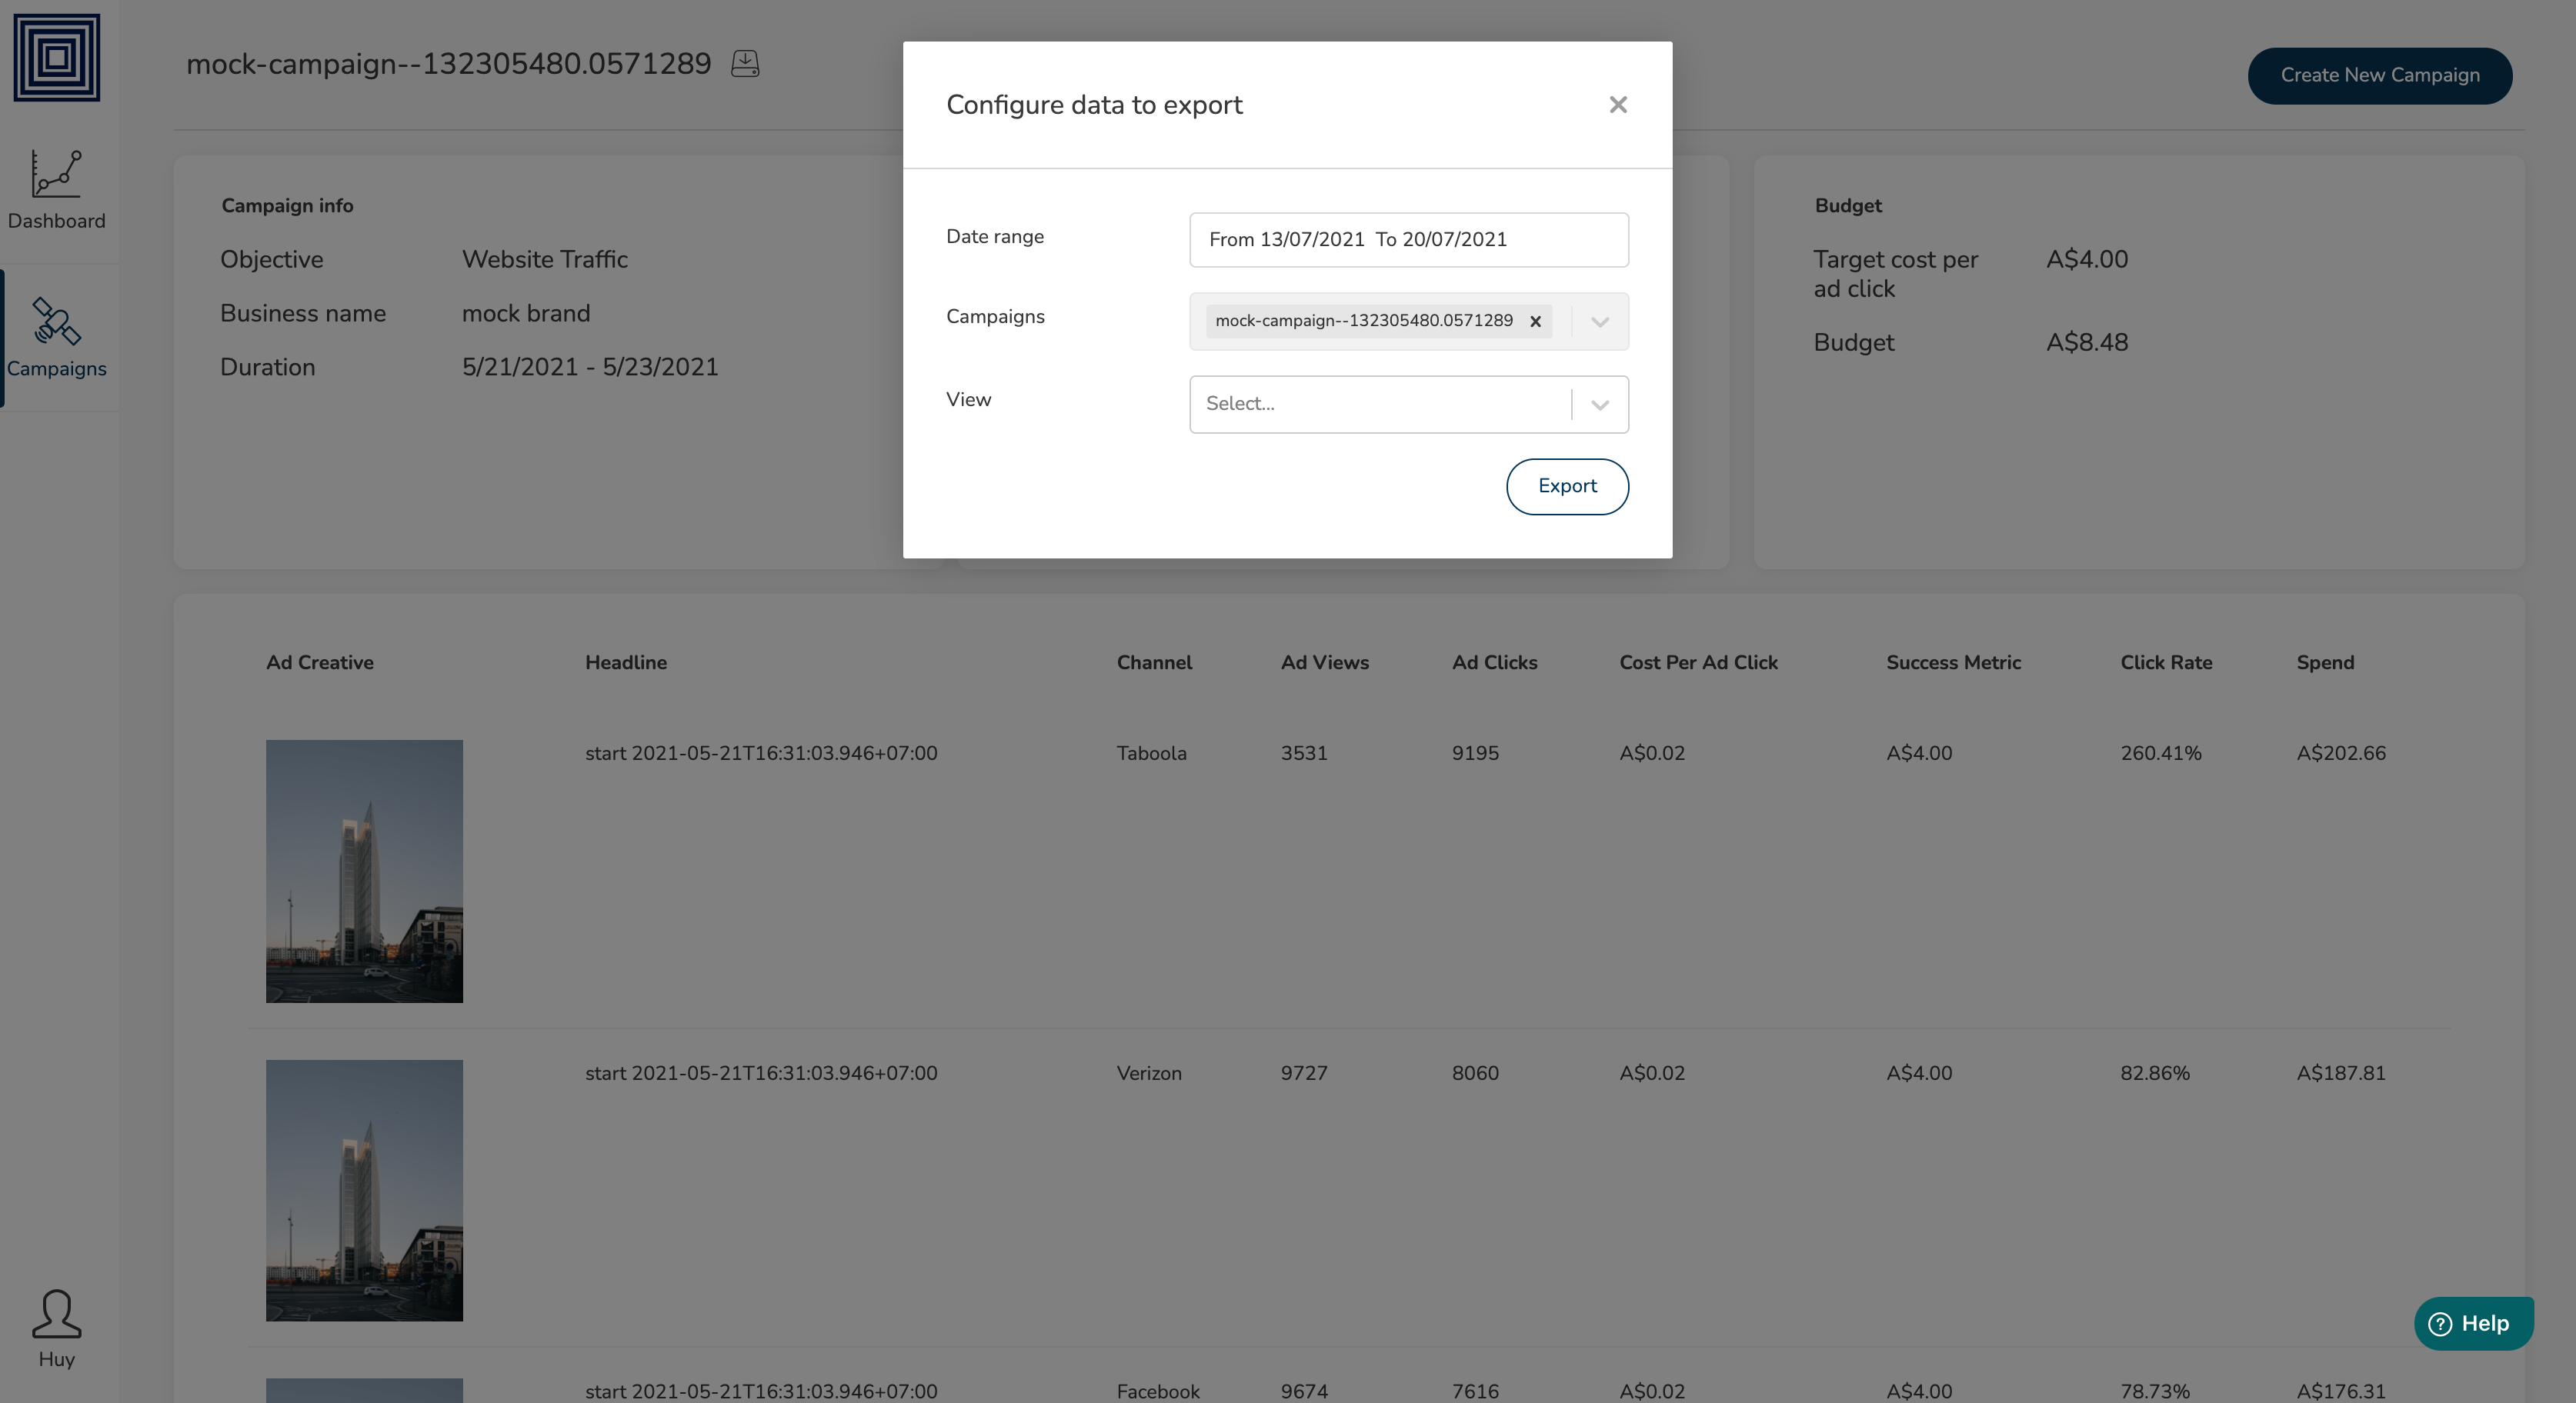 mock-campaign--132305480.0571289
Create New Campaign
Dashboard
Campaigns
Huy
Configure data to export
Date range
From 13/07/2021 To 20/07/2021
Campaigns
mock-campaign--132305480.0571289
View
Select...
Export
Campaign info
Objective Website Traffic
Business name mock brand
Duration 5/21/2021 - 5/23/2021
Budget
Target cost per A$4.00
ad click
Budget A$8.48
Ad Creative Headline Channel Ad Views Ad Clicks Cost Per Ad Click Success Metric Click Rate Spend
start 2021-05-21T16:31:03.946+07:00 Taboola 3531 9195 A$0.02 A$4.00 260.41% A$202.66
start 2021-05-21T16:31:03.946+07:00 Verizon 9727 8060 A$0.02 A$4.00 82.86% A$187.81
start 2021-05-21T16:31:03.946+07:00 Facebook 9674 7616 A$0.02 A$4.00 78.73% A$176.31
Help